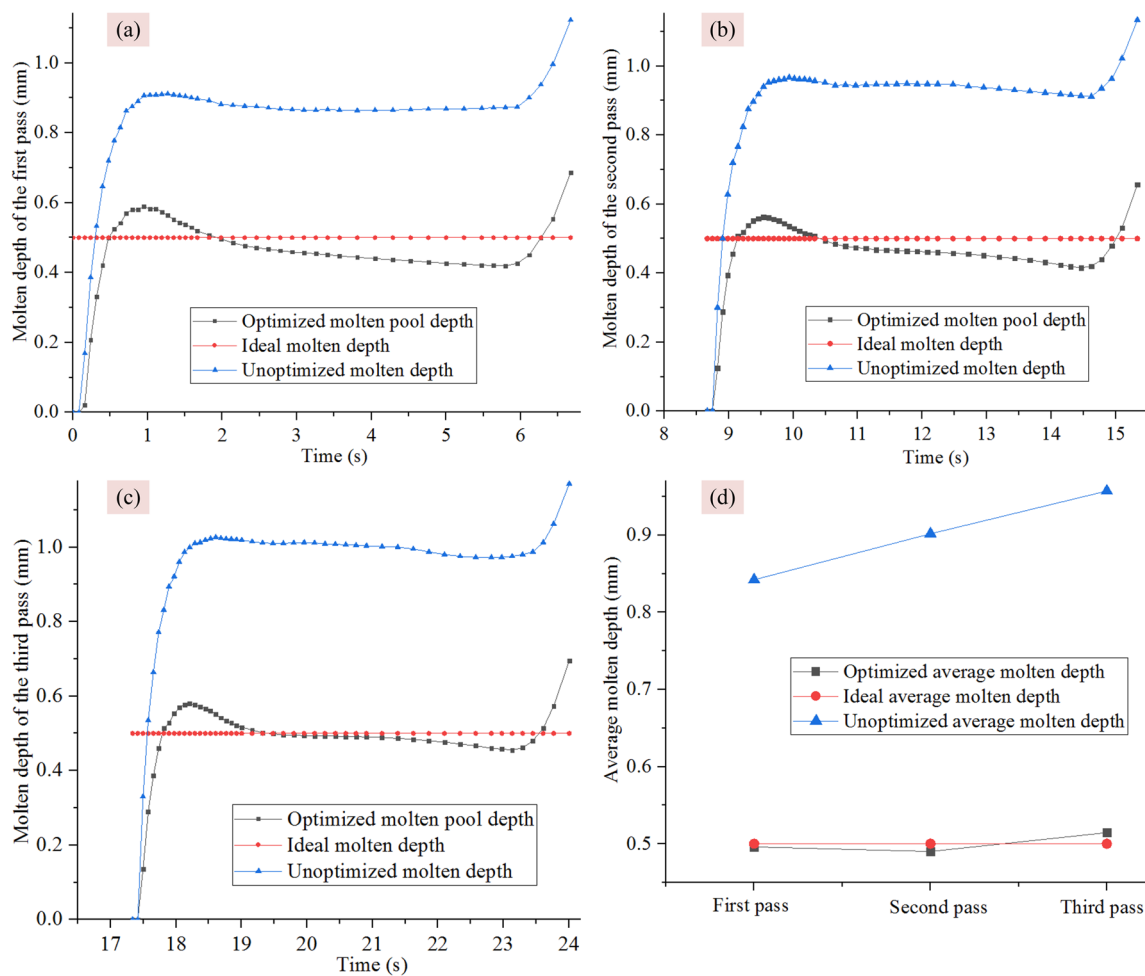 (a)
Molten depth of the first pass (mm)
1.0
0.8
0.6
0.4
0.2
0.0
Optimized molten pool depth
Ideal molten depth
Unoptimized molten depth
0 1 2 3 4 5 6
Time (s)
(b)
Molten depth of the second pass (mm)
1.0
0.8
0.6
0.4
0.2
0.0
Optimized molten pool depth
Ideal molten depth
Unoptimized molten depth
8 9 10 11 12 13 14 15
Time (s)
(c)
Molten depth of the third pass (mm)
1.0
0.8
0.6
0.4
0.2
0.0
Optimized molten pool depth
Ideal molten depth
Unoptimized molten depth
17 18 19 20 21 22 23 24
Time (s)
(d)
Average molten depth (mm)
0.9
0.8
0.7
0.6
0.5
Optimized average molten depth
Ideal average molten depth
Unoptimized average molten depth
First pass Second pass Third pass